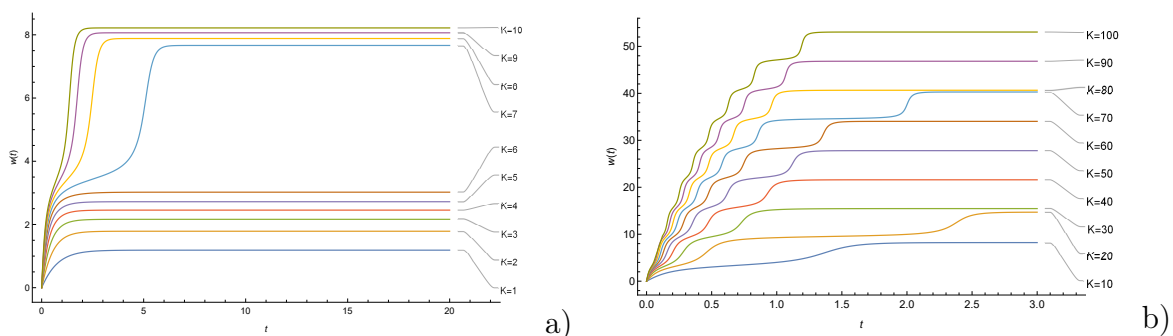 8
6
4
2
0
w(t)
0
5
10
15
20
t
K=10
K=9
K=8
K=7
K=6
K=5
K=4
K=3
K=2
K=1
a)
50
40
30
20
10
0
w(t)
0.0
0.5
1.0
1.5
2.0
2.5
3.0
t
K=100
K=90
K=80
K=70
K=60
K=50
K=40
K=30
K=20
K=10
b)